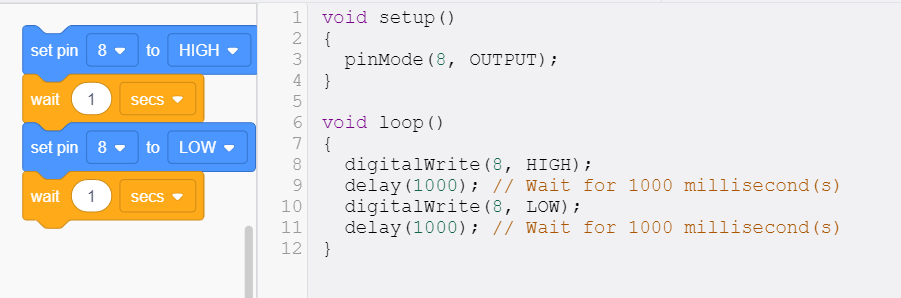 set pin 8 to HIGH
wait 1 secs
set pin 8 to LOW
wait 1 secs
1 void setup()
2 {
3   pinMode(8, OUTPUT);
4 }
5
6 void loop()
7 {
8   digitalWrite(8, HIGH);
9   delay(1000); // Wait for 1000 millisecond(s)
10   digitalWrite(8, LOW);
11   delay(1000); // Wait for 1000 millisecond(s)
12 }